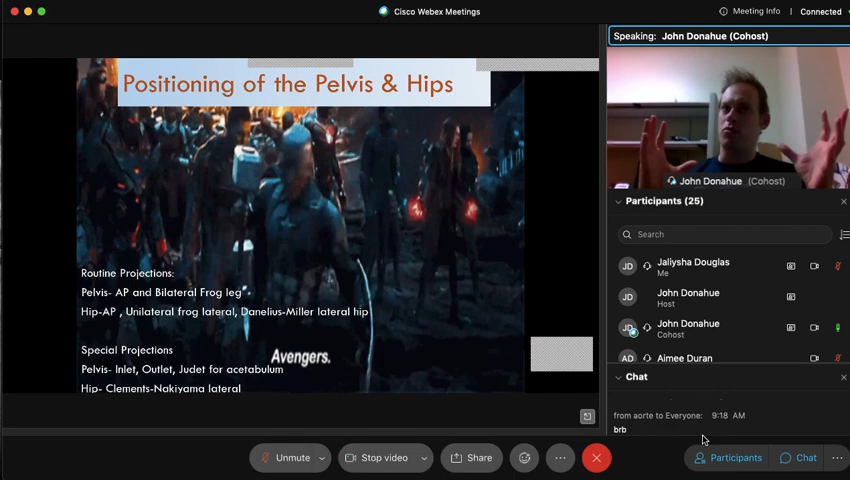 Cisco Webex Meetings
Meeting Info
Connected
Positioning of the Pelvis & Hips
Routine Projections:
Pelvis- AP and Bilateral Frog leg
Hip-AP , Unilateral frog lateral, Danelius-Miller lateral hip
Special Projections
Pelvis- Inlet, Outlet, Judet for acetabulum
Hip- Clements-Nakiyama lateral
Avengers.
Speaking: John Donahue (Cohost)
John Donahue (Cohost)
Participants (25)
Search
JD Jaliysha Douglas
Me
JD John Donahue
Host
JD John Donahue
Cohost
AD Aimee Duran
Chat
from aorte to Everyone: 9:18 AM
brb
Unmute
Stop video
Share
Participants
Chat